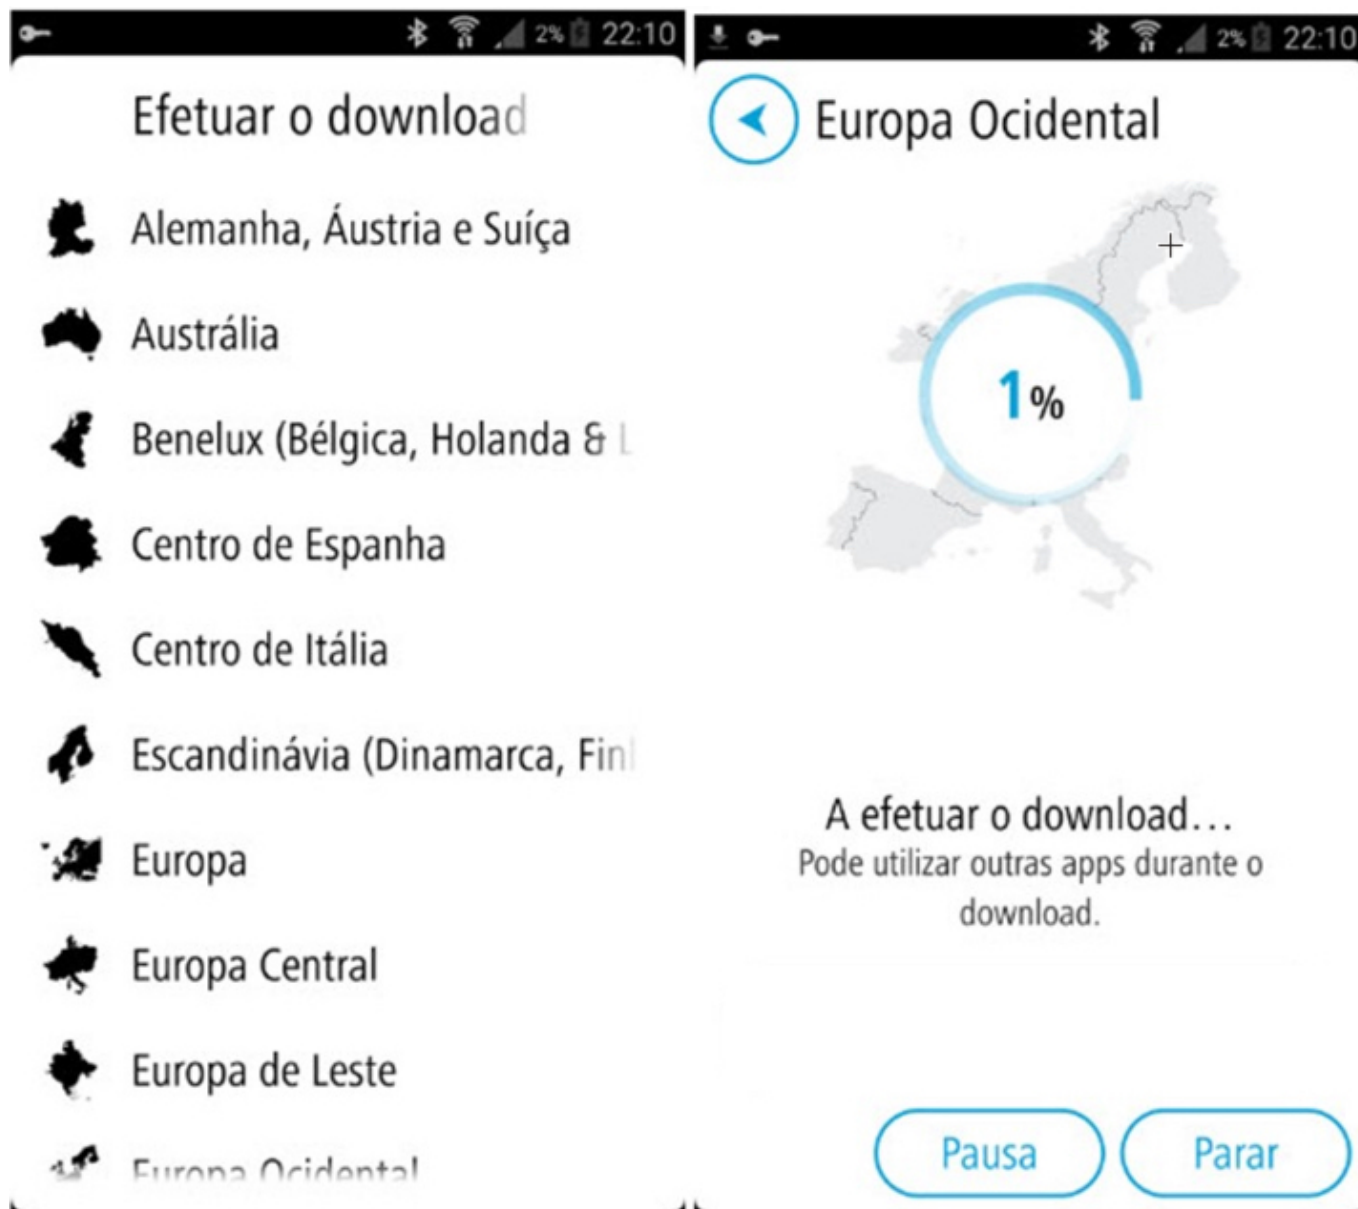 2% 22:10
Efetuar o download
Alemanha, Áustria e Suíça
Austrália
Benelux (Bélgica, Holanda & L
Centro de Espanha
Centro de Itália
Escandinávia (Dinamarca, Finl
Europa
Europa Central
Europa de Leste
Europa Ocidental
2% 22:10
Europa Ocidental
1%
A efetuar o download...
Pode utilizar outras apps durante o
download.
Pausa Parar